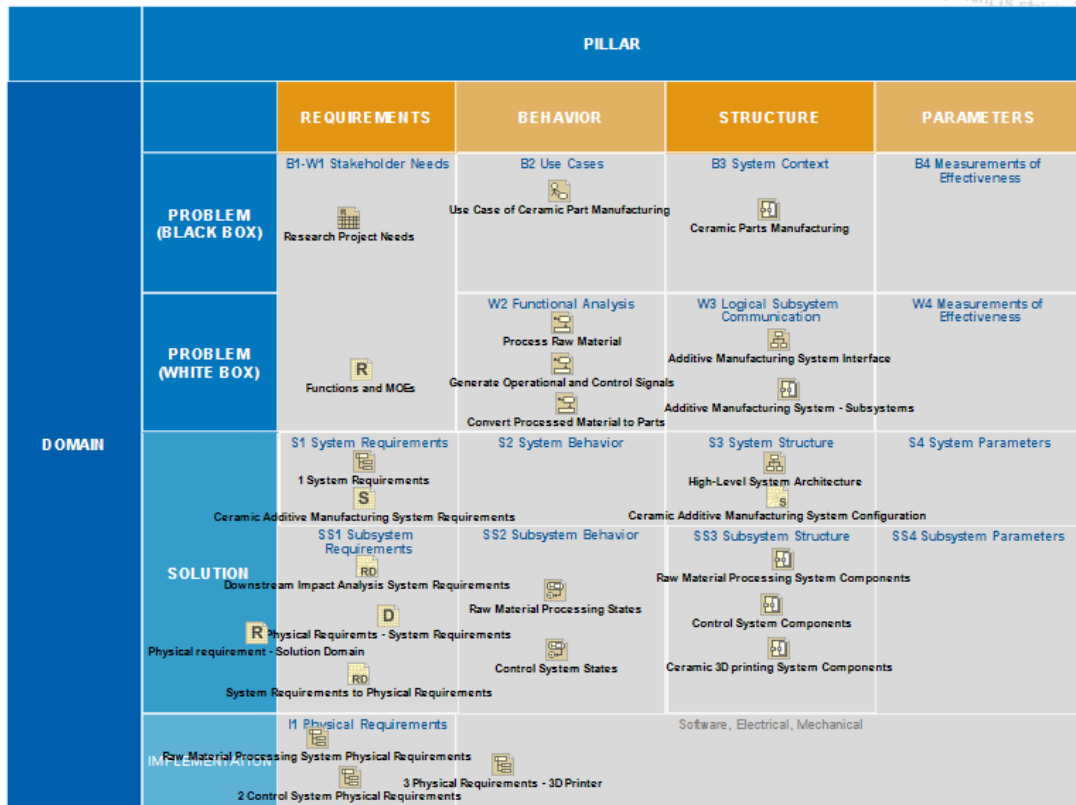 PILLAR
REQUIREMENTS
BEHAVIOR
STRUCTURE
PARAMETERS
DOMAIN
PROBLEM
(BLACK BOX)
B1-W1 Stakeholder Needs
R
Research Project Needs
B2 Use Cases
Use Case of Ceramic Part Manufacturing
B3 System Context
Ceramic Parts Manufacturing
B4 Measurements of
Effectiveness
PROBLEM
(WHITE BOX)
R
Functions and MOEs
W2 Functional Analysis
Process Raw Material
Generate Operational and Control Signals
Convert Processed Material to Parts
W3 Logical Subsystem
Communication
Additive Manufacturing System Interface
Additive Manufacturing System - Subsystems
W4 Measurements of
Effectiveness
SOLUTION
S1 System Requirements
1 System Requirements
S
Ceramic Additive Manufacturing System Requirements
S2 System Behavior
S3 System Structure
High-Level System Architecture
S
Ceramic Additive Manufacturing System Configuration
S4 System Parameters
SS1 Subsystem
Requirements
RD
Downstream Impact Analysis System Requirements
D
Physical Requiremts - System Requirements
R
Physical requirement - Solution Domain
RD
System Requirements to Physical Requirements
SS2 Subsystem Behavior
Raw Material Processing States
Control System States
SS3 Subsystem Structure
Raw Material Processing System Components
Control System Components
Ceramic 3D printing System Components
SS4 Subsystem Parameters
IMPLEMENTATION
I1 Physical Requirements
Raw Material Processing System Physical Requirements
2 Control System Physical Requirements
3 Physical Requirements - 3D Printer
Software, Electrical, Mechanical